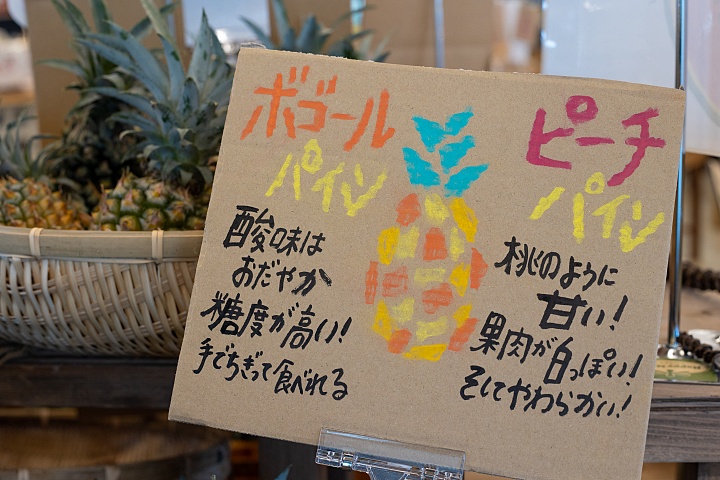 ボゴール
パイン
酸味は
おだやか
糖度が高い!
手でちぎって食べれる
ピーチ
パイン
桃のように
甘い!
果肉が白っぽい!
そしてやわらかい!